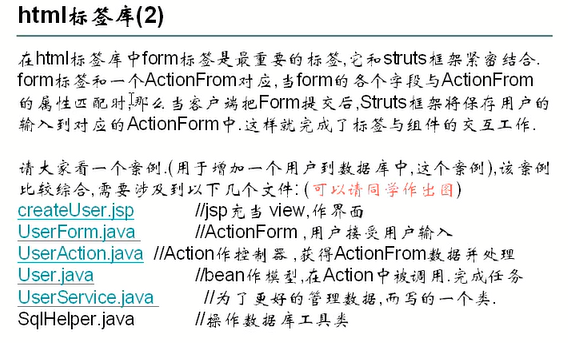 html标签库(2)
在html标签库中form标签是最重要的标签,它和struts框架紧密结合.
form标签和一个ActionFrom对应,当form的各个字段与ActionFrom
的属性匹配时,那么当客户端把Form提交后,Struts框架将保存用户的
输入到对应的ActionForm中.这样就完成了标签与组件的交互工作.
请大家看一个案例.(用于增加一个用户到数据库中,这个案例),该案例
比较综合,需要涉及到以下几个文件: (可以请同学作出图)
createUser.jsp //jsp充当 view,作界面
UserForm.java //ActionForm ,用户接受用户输入
UserAction.java //Action作控制器 ,获得ActionFrom数据并处理
User.java //bean作模型,在Action中被调用.完成任务
UserService.java //为了更好的管理数据,而写的一个类.
SqlHelper.java //操作数据库工具类